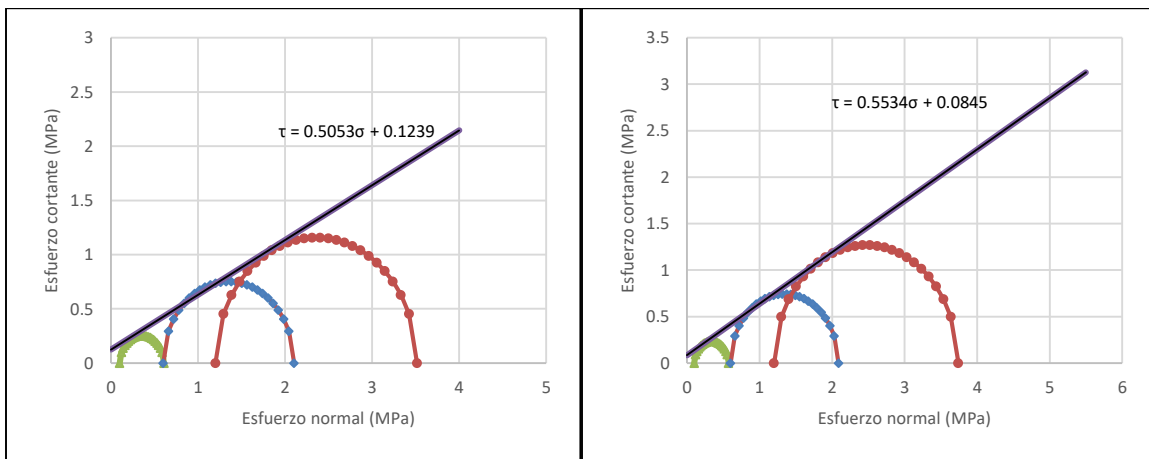 3
2.5
2
1.5
1
0.5
0
0 1 2 3 4 5
Esfuerzo cortante (MPa)
Esfuerzo normal (MPa)
τ = 0.5053σ + 0.1239
3.5
3
2.5
2
1.5
1
0.5
0
0 1 2 3 4 5 6
Esfuerzo cortante (MPa)
Esfuerzo normal (MPa)
τ = 0.5534σ + 0.0845